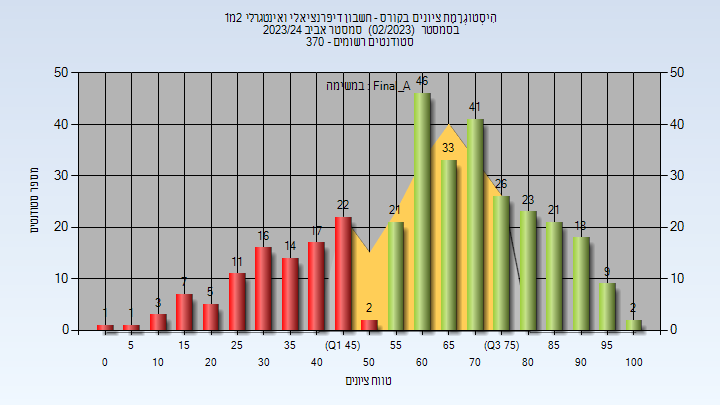 הִיסְטוגְרָמַת ציונים בקורס - חשבון דיפרנציאלי ואינטגרלי 2מ1
בסמסטר (02/2023) סמסטר אביב 2023/24
סטודנטים רשומים - 370
במשימה : Final_A
מספר סטודנטים
50 40 30 20 10 0
50 40 30 20 10 0
1 1 3 7 5 11 16 14 17 22 2 21 46 33 41 26 23 21 18 9 2
5 15 25 35 (Q1 45) 55 65 (Q3 75) 85 95
0 10 20 30 40 50 60 70 80 90 100
טווח ציונים